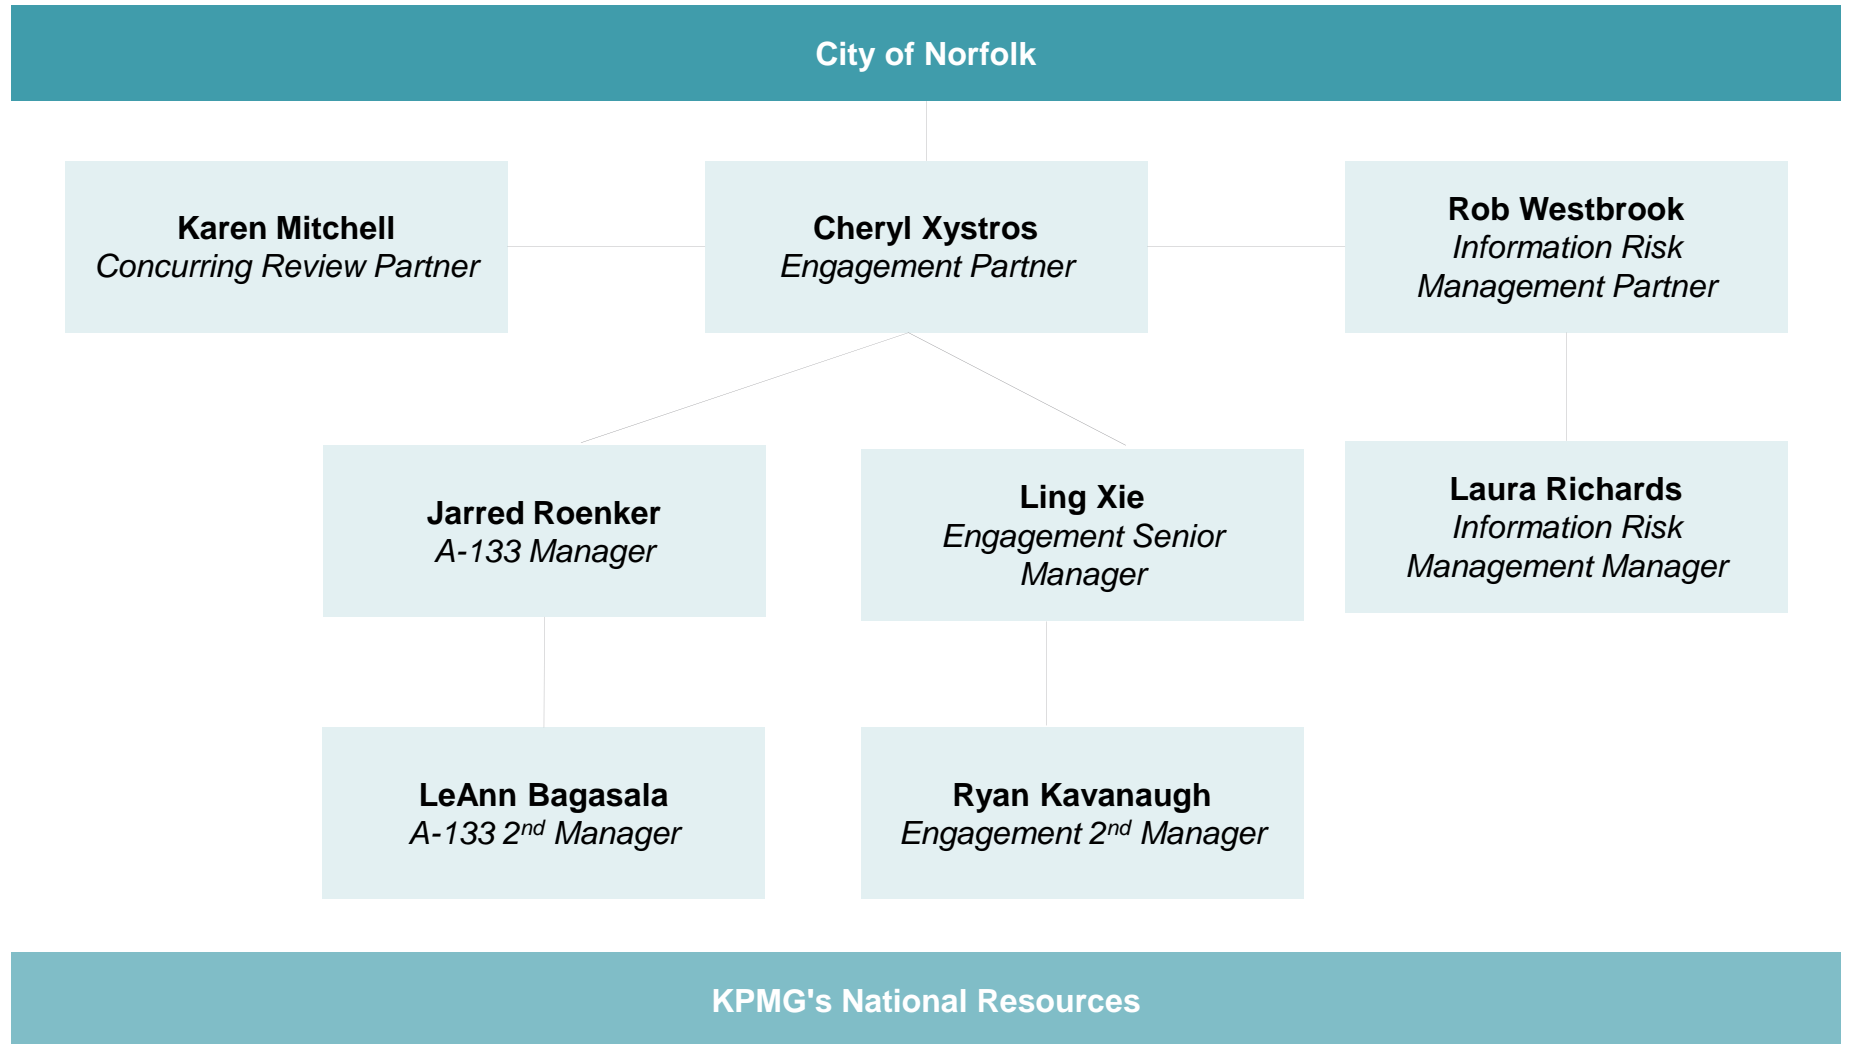 City of Norfolk
Karen Mitchell
Concurring Review Partner
Cheryl Xystros
Engagement Partner
Rob Westbrook
Information Risk
Management Partner
Jarred Roenker
A-133 Manager
Ling Xie
Engagement Senior
Manager
Laura Richards
Information Risk
Management Manager
LeAnn Bagasala
A-133 2nd Manager
Ryan Kavanaugh
Engagement 2nd Manager
KPMG's National Resources